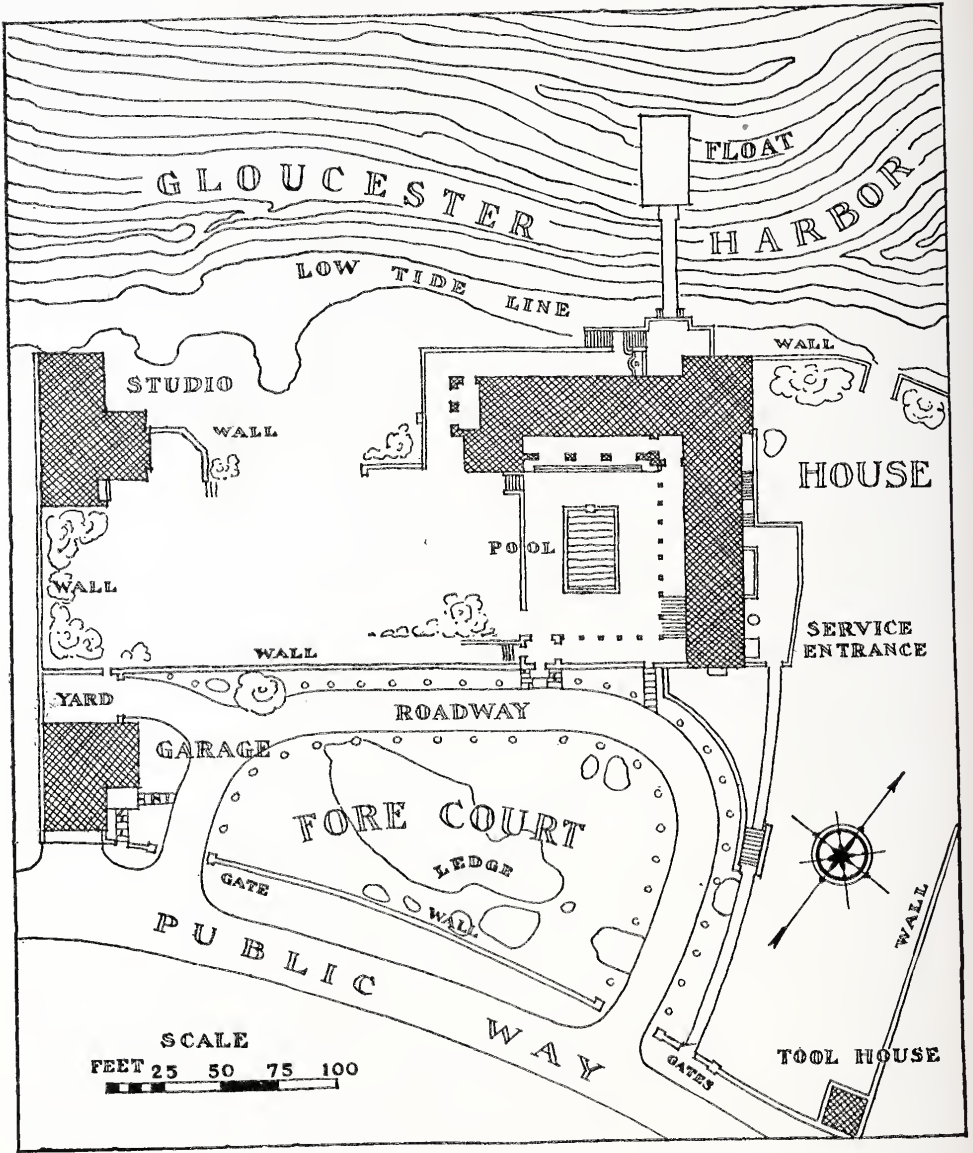 FLOAT
GLOUCESTER HARBOR
LOW TIDE LINE
WALL
STUDIO
WALL
HOUSE
POOL
WALL
SERVICE
ENTRANCE
WALL
YARD
ROADWAY
GARAGE
FORE COURT
LEDGE
GATE
WALL
WALL
PUBLIC WAY
SCALE
FEET 25 50 75 100
TOOL HOUSE
GATES